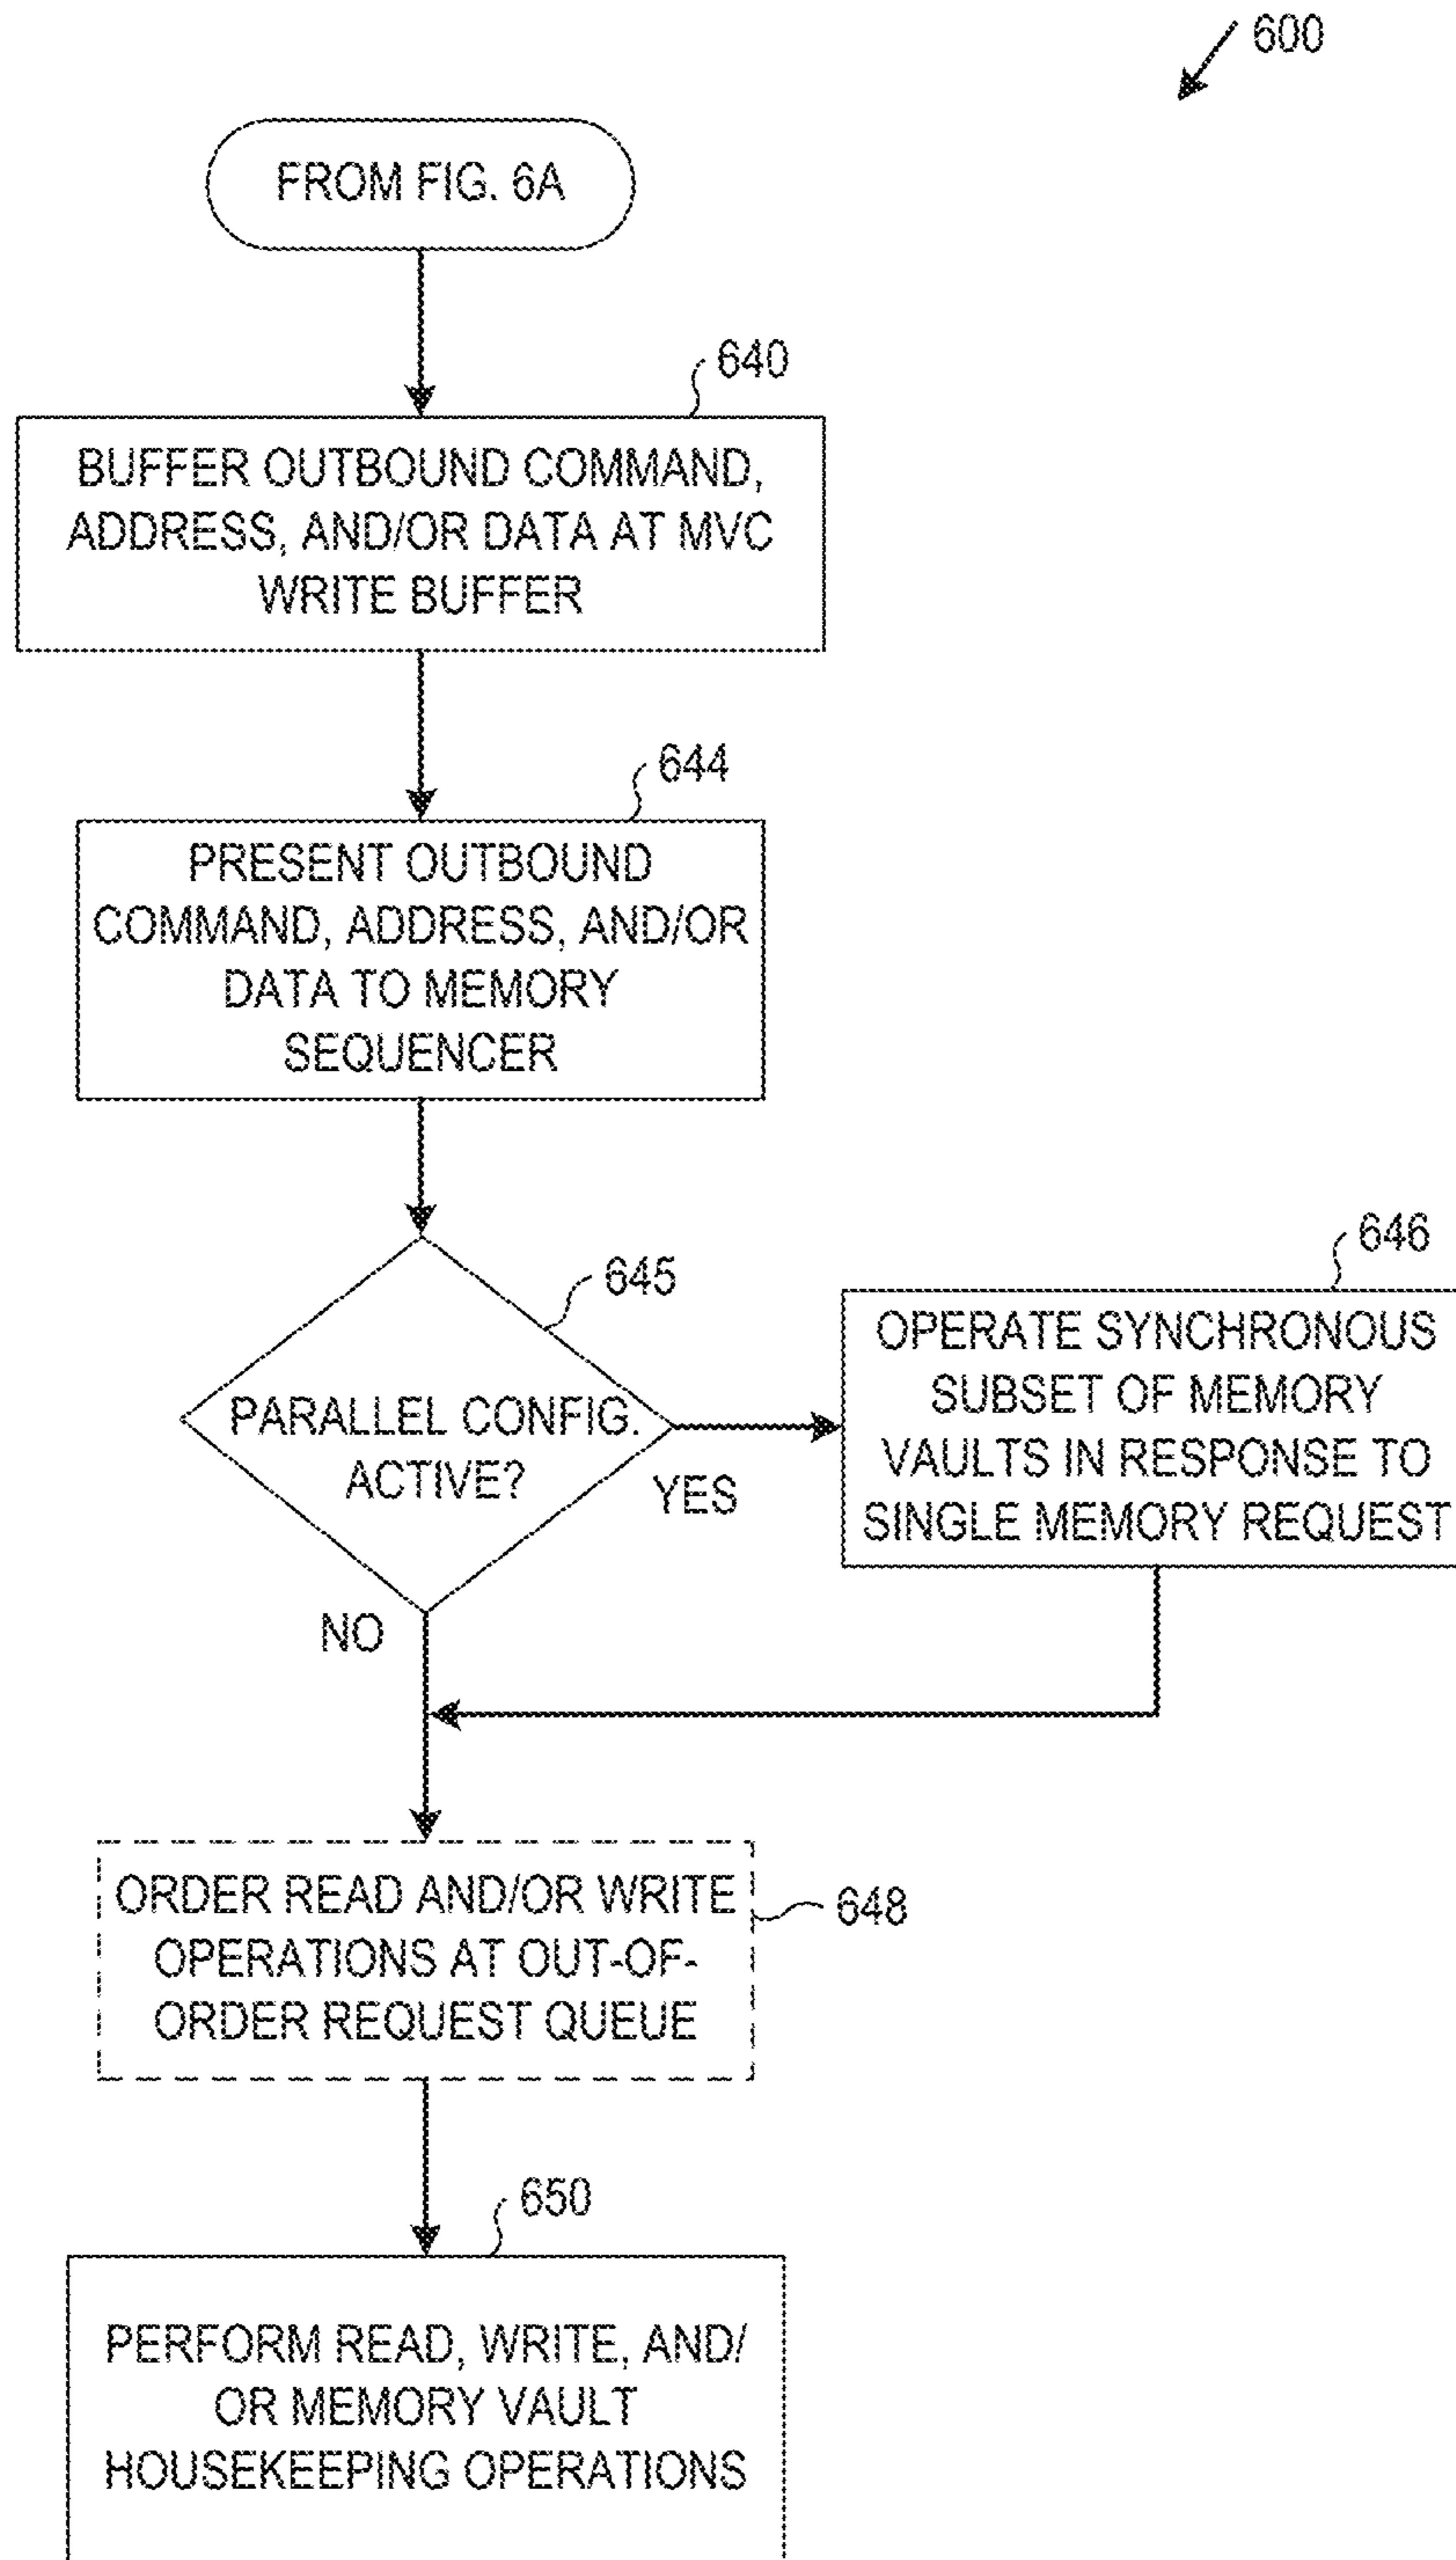 600
FROM FIG. 6A
640
BUFFER OUTBOUND COMMAND,
ADDRESS, AND/OR DATA AT MVC
WRITE BUFFER
644
PRESENT OUTBOUND
COMMAND, ADDRESS, AND/OR
DATA TO MEMORY
SEQUENCER
645
PARALLEL CONFIG.
ACTIVE?
YES
NO
646
OPERATE SYNCHRONOUS
SUBSET OF MEMORY
VAULTS IN RESPONSE TO
SINGLE MEMORY REQUEST
ORDER READ AND/OR WRITE
OPERATIONS AT OUT-OF-
ORDER REQUEST QUEUE
648
650
PERFORM READ, WRITE, AND/
OR MEMORY VAULT
HOUSEKEEPING OPERATIONS